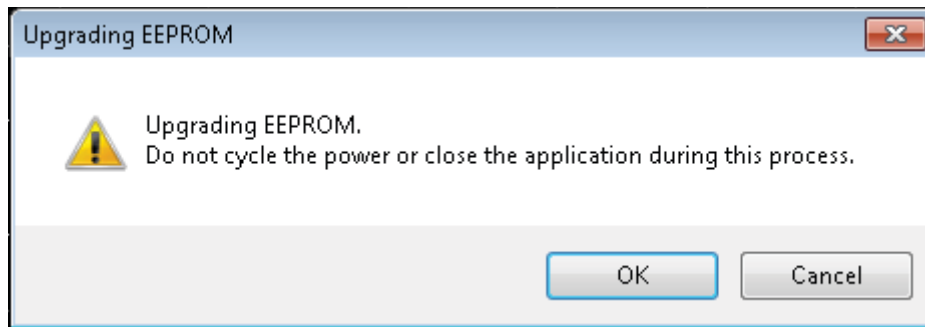 Upgrading EEPROM
Upgrading EEPROM.
Do not cycle the power or close the application during this process.
OK
Cancel